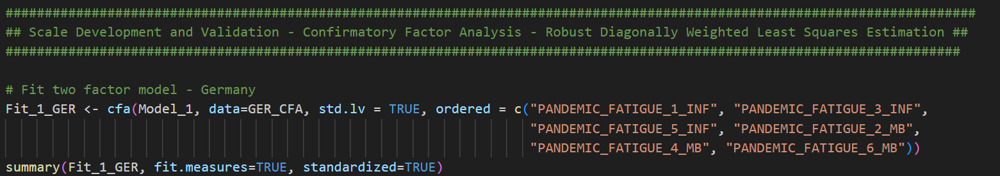 ############################################################################################################################
## Scale Development and Validation - Confirmatory Factor Analysis - Robust Diagonally Weighted Least Squares Estimation ##
##########################################################################################################################
# Fit two factor model - Germany
Fit_1_GER <- cfa(Model_1, data=GER_CFA, std.lv = TRUE, ordered = c("PANDEMIC_FATIGUE_1_INF", "PANDEMIC_FATIGUE_3_INF",
"PANDEMIC_FATIGUE_5_INF", "PANDEMIC_FATIGUE_2_MB",
"PANDEMIC_FATIGUE_4_MB", "PANDEMIC_FATIGUE_6_MB"))
summary(Fit_1_GER, fit.measures=TRUE, standardized=TRUE)